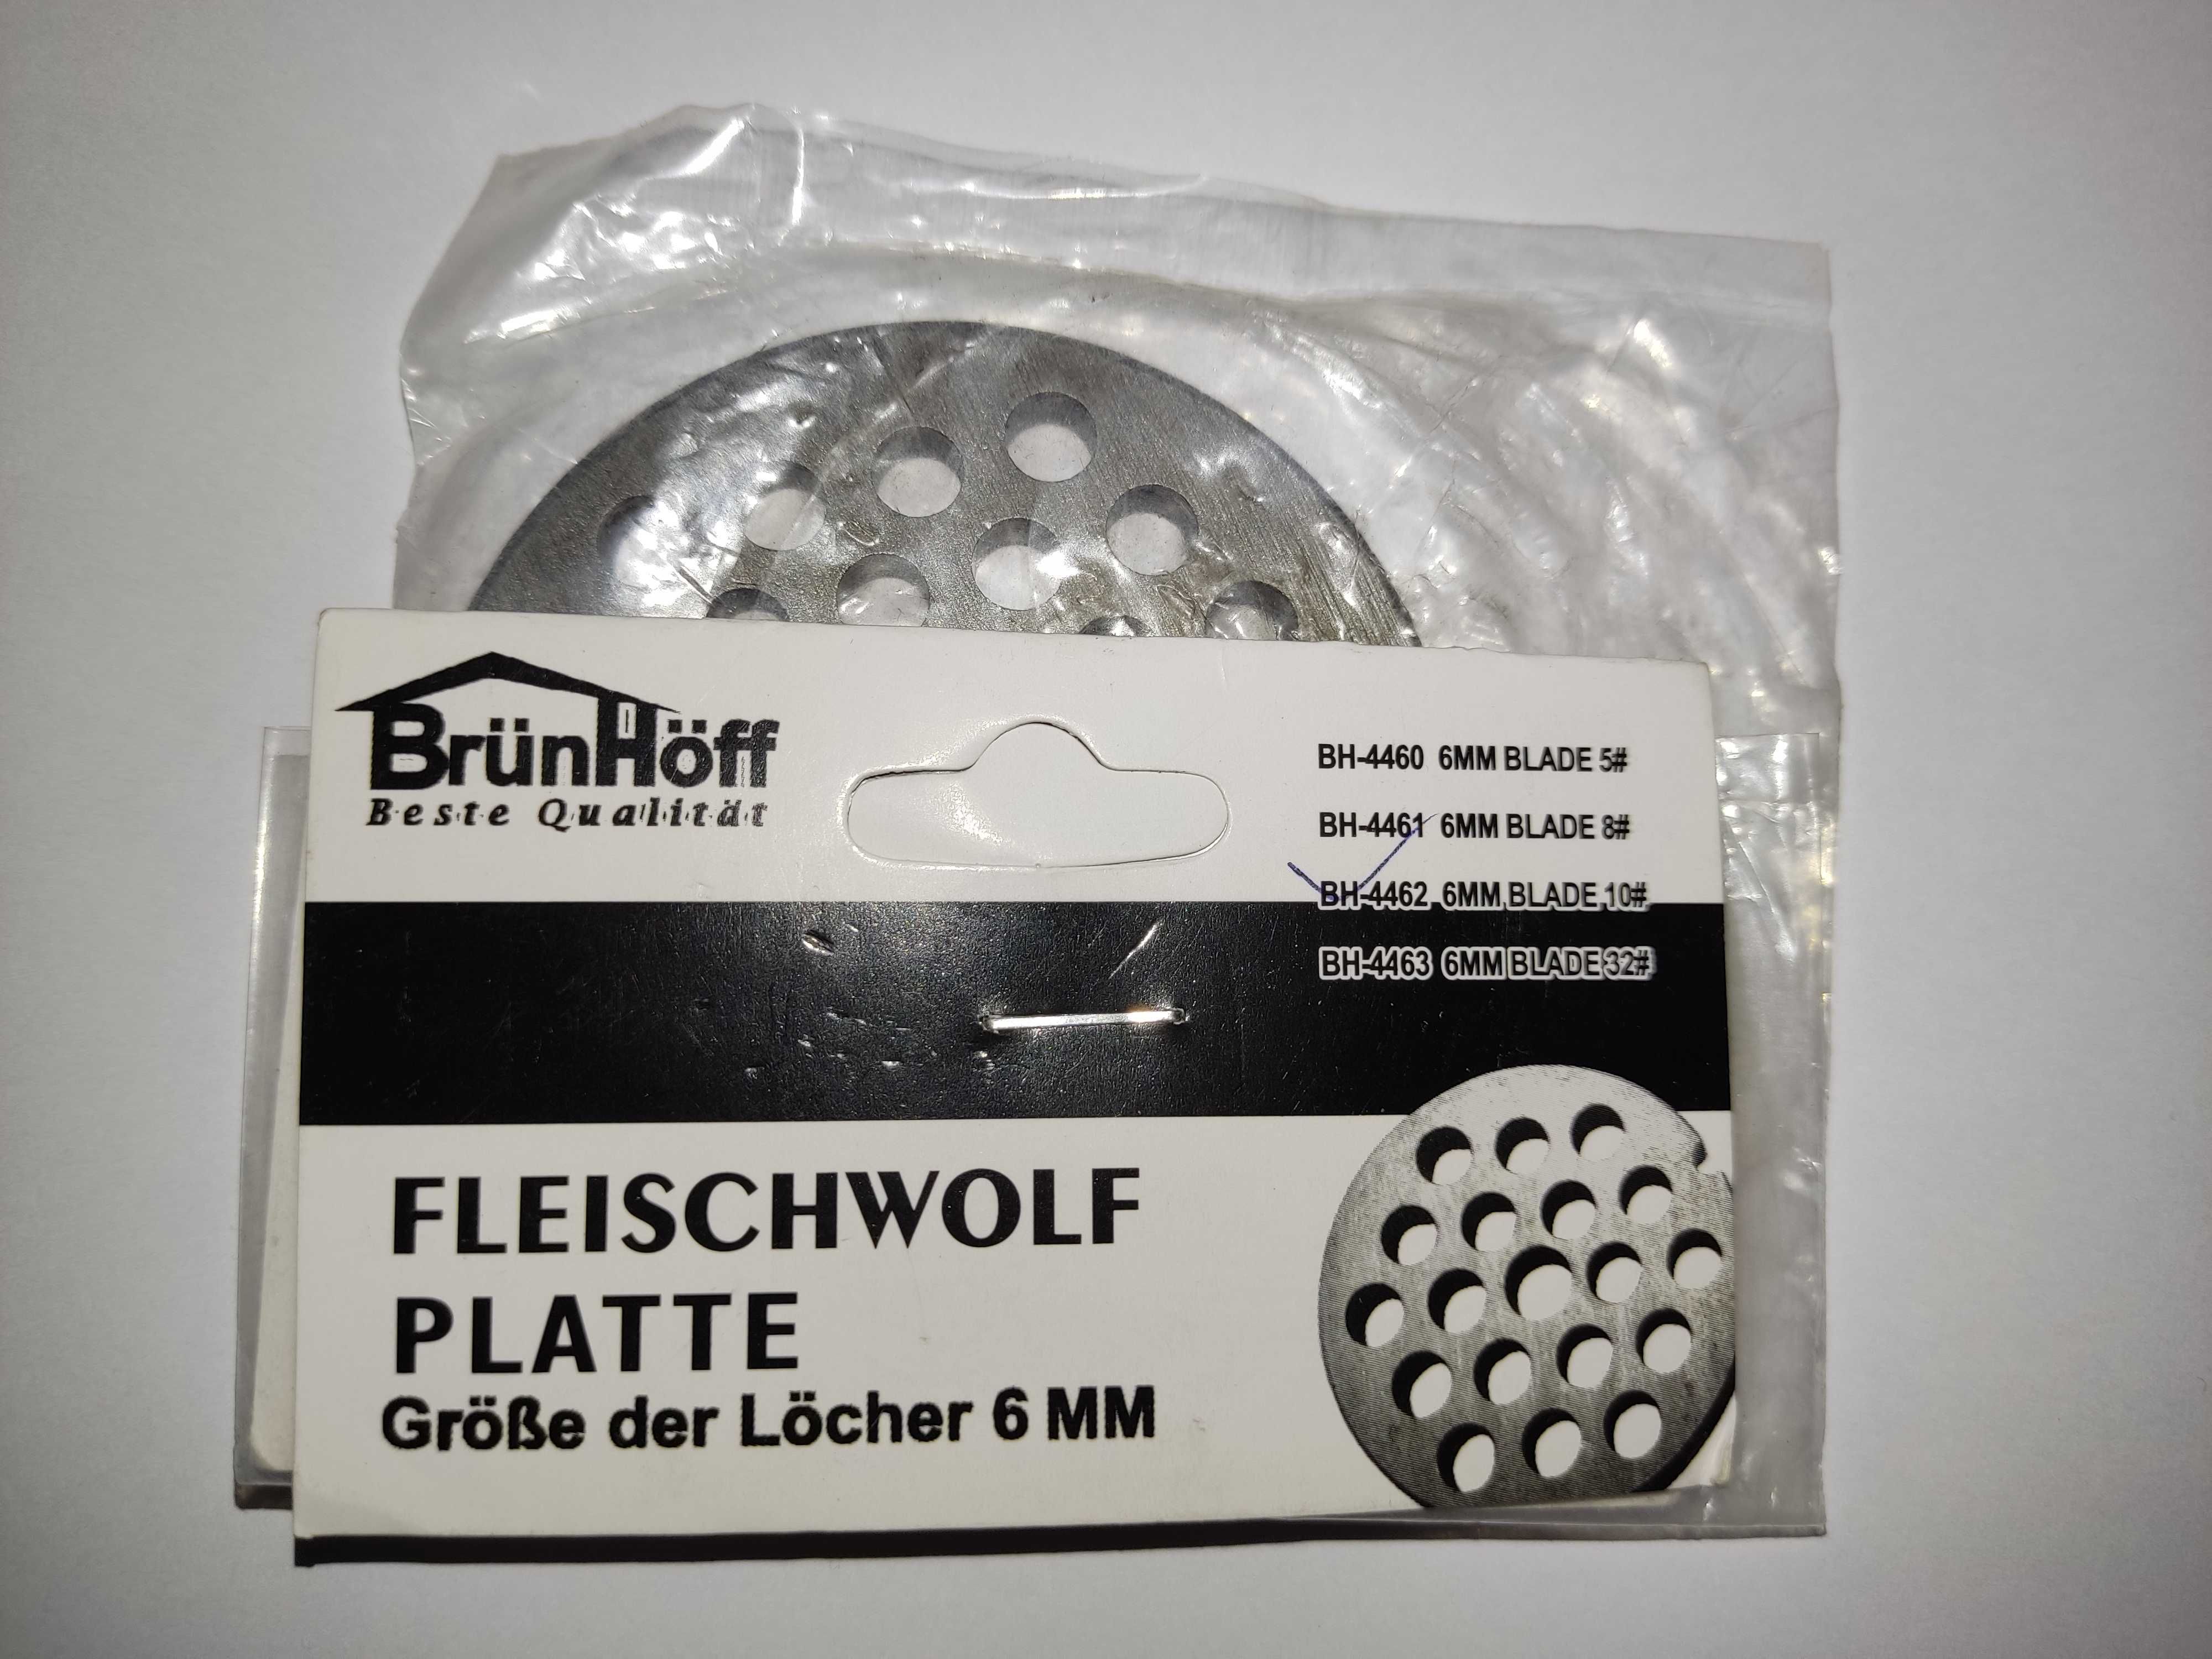 BrünHöff
Beste Qualität
BH-4460 6MM BLADE 5#
BH-4461 6MM BLADE 8#
BH-4462 6MM BLADE 10#
BH-4463 6MM BLADE 32#
FLEISCHWOLF
PLATTE
Größe der Löcher 6 MM